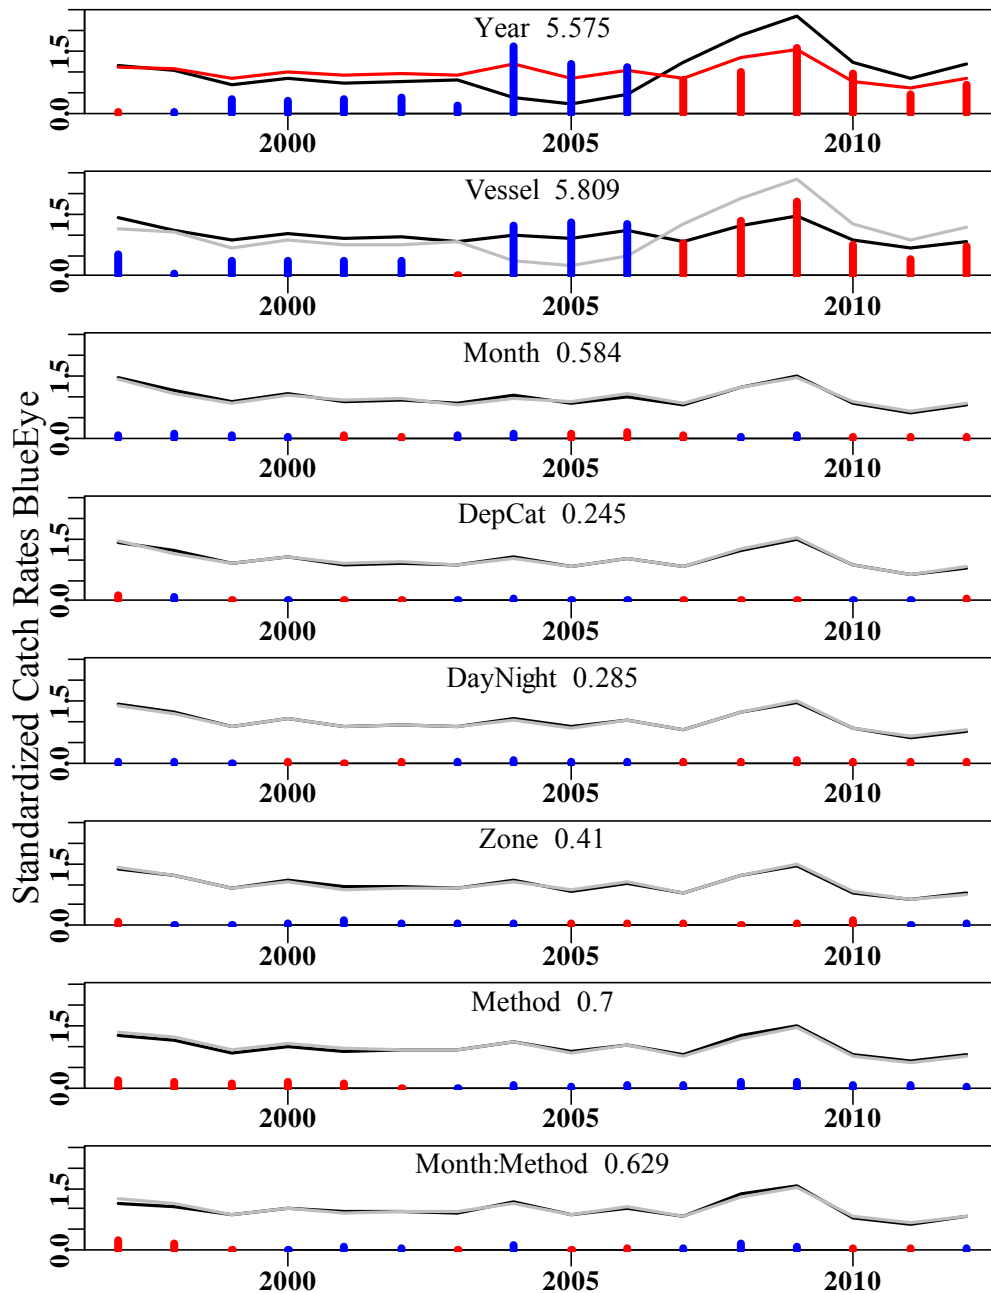 Standardized Catch Rates BlueEye
Year 5.575
0.0 1.5
2000 2005 2010
Vessel 5.809
0.0 1.5
2000 2005 2010
Month 0.584
0.0 1.5
2000 2005 2010
DepCat 0.245
0.0 1.5
2000 2005 2010
DayNight 0.285
0.0 1.5
2000 2005 2010
Zone 0.41
0.0 1.5
2000 2005 2010
Method 0.7
0.0 1.5
2000 2005 2010
Month:Method 0.629
0.0 1.5
2000 2005 2010